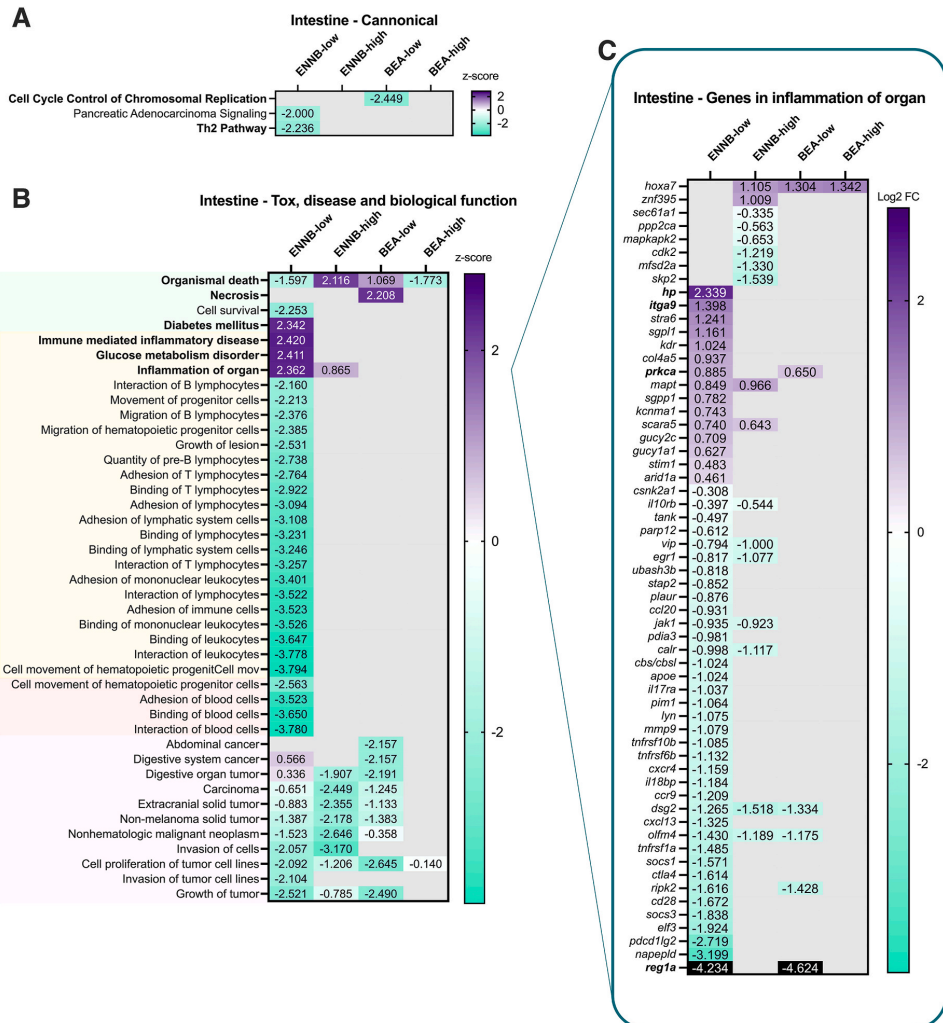 A
Intestine - Cannonical
ENNB-low ENNB-high BEA-low BEA-high
z-score
Cell Cycle Control of Chromosomal Replication -2.449
Pancreatic Adenocarcinoma Signaling -2.000
Th2 Pathway -2.236
2
0
-2
B
Intestine - Tox, disease and biological function
ENNB-low ENNB-high BEA-low BEA-high
z-score
Organismal death -1.597 2.116 1.069 -1.773
Necrosis 2.208
Cell survival -2.253
Diabetes mellitus 2.342
Immune mediated inflammatory disease 2.420
Glucose metabolism disorder 2.411
Inflammation of organ 2.362 0.865
Interaction of B lymphocytes -2.160
Movement of progenitor cells -2.213
Migration of B lymphocytes -2.376
Migration of hematopoietic progenitor cells -2.385
Growth of lesion -2.531
Quantity of pre-B lymphocytes -2.738
Adhesion of T lymphocytes -2.764
Binding of T lymphocytes -2.922
Adhesion of lymphocytes -3.094
Adhesion of lymphatic system cells -3.108
Binding of lymphocytes -3.231
Binding of lymphatic system cells -3.246
Interaction of T lymphocytes -3.257
Adhesion of mononuclear leukocytes -3.401
Interaction of lymphocytes -3.522
Adhesion of immune cells -3.523
Binding of mononuclear leukocytes -3.526
Binding of leukocytes -3.647
Interaction of leukocytes -3.778
Cell movement of hematopoietic progenitCell mov -3.794
Cell movement of hematopoietic progenitor cells -2.563
Adhesion of blood cells -3.523
Binding of blood cells -3.650
Interaction of blood cells -3.780
Abdominal cancer -2.157
Digestive system cancer 0.566 -2.157
Digestive organ tumor 0.336 -1.907 -2.191
Carcinoma -0.651 -2.449 -1.245
Extracranial solid tumor -0.883 -2.355 -1.133
Non-melanoma solid tumor -1.387 -2.178 -1.383
Nonhematologic malignant neoplasm -1.523 -2.646 -0.358
Invasion of cells -2.057 -3.170
Cell proliferation of tumor cell lines -2.092 -1.206 -2.645 -0.140
Invasion of tumor cell lines -2.104
Growth of tumor -2.521 -0.785 -2.490
2
0
-2
C
Intestine - Genes in inflammation of organ
ENNB-low ENNB-high BEA-low BEA-high
Log2 FC
hoxa7 1.105 1.304 1.342
znf395 1.009
sec61a1 -0.335
ppp2ca -0.563
mapkapk2 -0.653
cdk2 -1.219
mfsd2a -1.330
skp2 -1.539
hp 2.339
itga9 1.398
stra6 1.241
sgpl1 1.161
kdr 1.024
col4a5 0.937
prkca 0.885 0.650
mapt 0.849 0.966
sgpp1 0.782
kcnma1 0.743
scara5 0.740 0.643
gucy2c 0.709
gucy1a1 0.627
stim1 0.483
arid1a 0.461
csnk2a1 -0.308
il10rb -0.397 -0.544
tank -0.497
parp12 -0.612
vip -0.794 -1.000
egr1 -0.817 -1.077
ubash3b -0.818
stap2 -0.852
plaur -0.876
ccl20 -0.931
jak1 -0.935 -0.923
pdia3 -0.981
calr -0.998 -1.117
cbs/cbsl -1.024
apoe -1.024
il17ra -1.037
pim1 -1.064
lyn -1.075
mmp9 -1.079
tnfrsf10b -1.085
tnfrsf6b -1.132
cxcr4 -1.159
il18bp -1.184
ccr9 -1.209
dsg2 -1.265 -1.518 -1.334
cxcl13 -1.325
olfm4 -1.430 -1.189 -1.175
tnfrsf1a -1.485
socs1 -1.571
ctla4 -1.614
ripk2 -1.616 -1.428
cd28 -1.672
socs3 -1.838
elf3 -1.924
pdcd1lg2 -2.719
napepld -3.199
reg1a -4.234 -4.624
2
0
-2